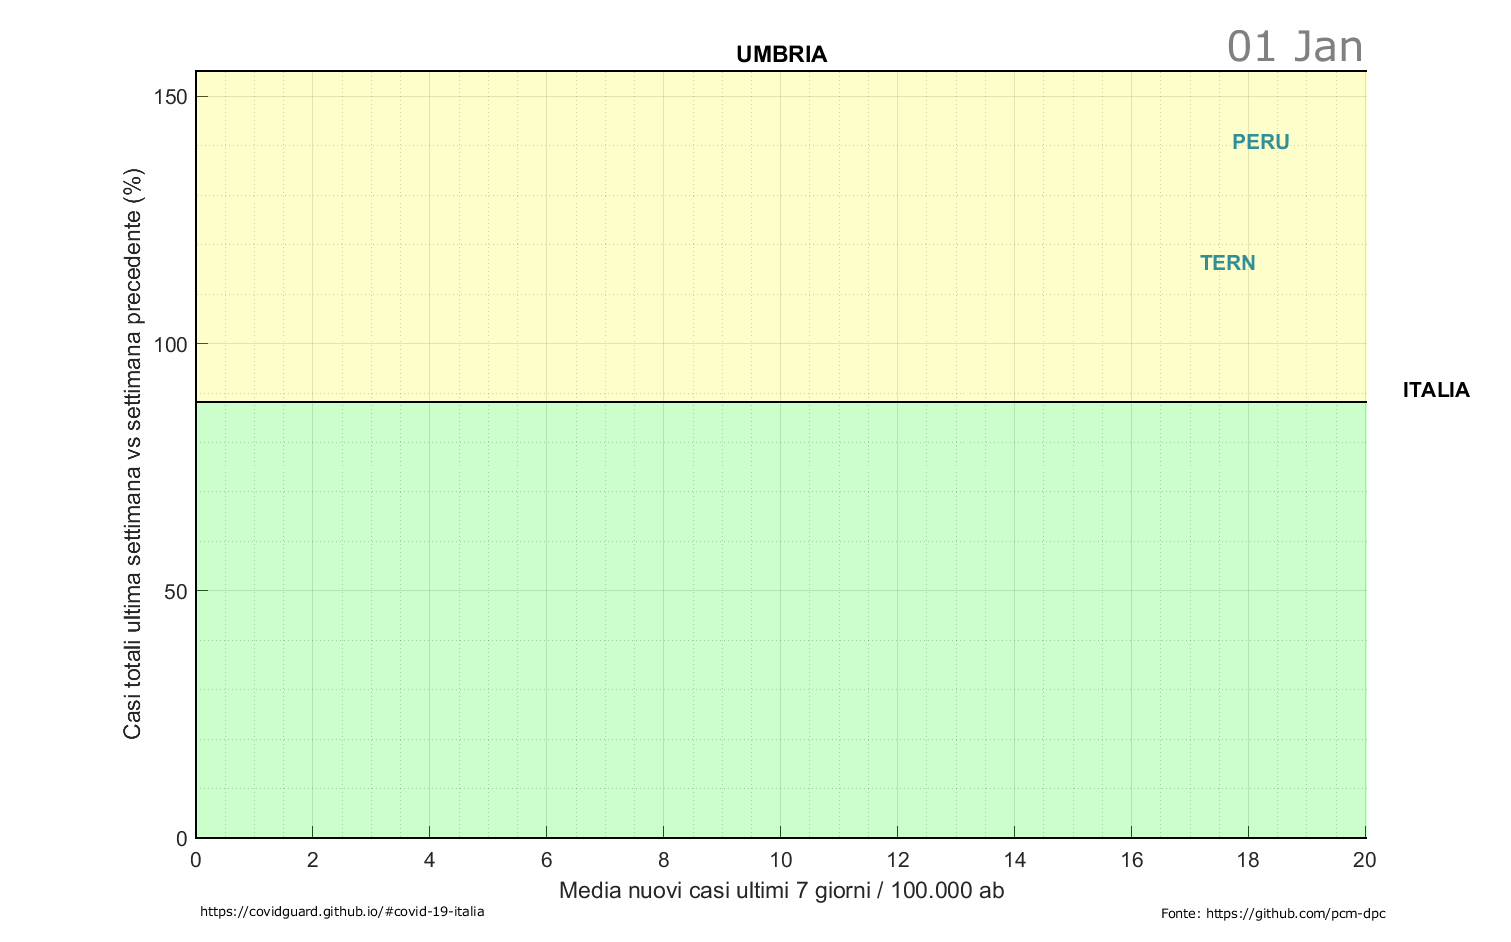 UMBRIA
01 Jan
150
PERU
TERN
100
ITALIA
50
0
Casi totali ultima settimana vs settimana precedente (%)
0 2 4 6 8 10 12 14 16 18 20
Media nuovi casi ultimi 7 giorni / 100.000 ab
https://covidguard.github.io/#covid-19-italia
Fonte: https://github.com/pcm-dpc